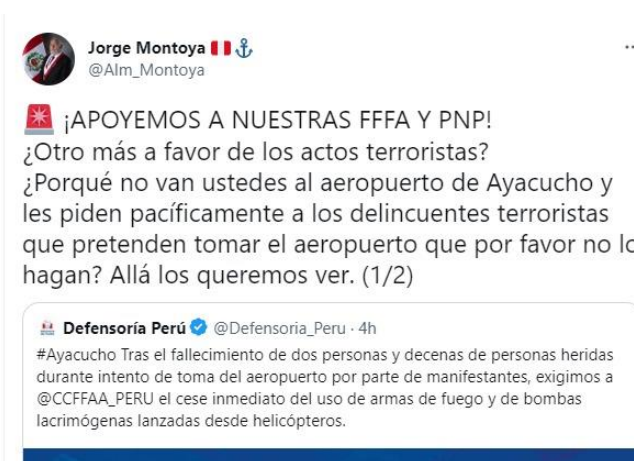 Jorge Montoya 🇵🇪⚓
@Alm_Montoya
🚨 ¡APOYEMOS A NUESTRAS FFFA Y PNP!
¿Otro más a favor de los actos terroristas?
¿Porqué no van ustedes al aeropuerto de Ayacucho y
les piden pacíficamente a los delincuentes terroristas
que pretenden tomar el aeropuerto que por favor no lo
hagan? Allá los queremos ver. (1/2)
Defensoría Perú @Defensoria_Peru · 4h
#Ayacucho Tras el fallecimiento de dos personas y decenas de personas heridas
durante intento de toma del aeropuerto por parte de manifestantes, exigimos a
@CCFFAA_PERU el cese inmediato del uso de armas de fuego y de bombas
lacrimógenas lanzadas desde helicópteros.